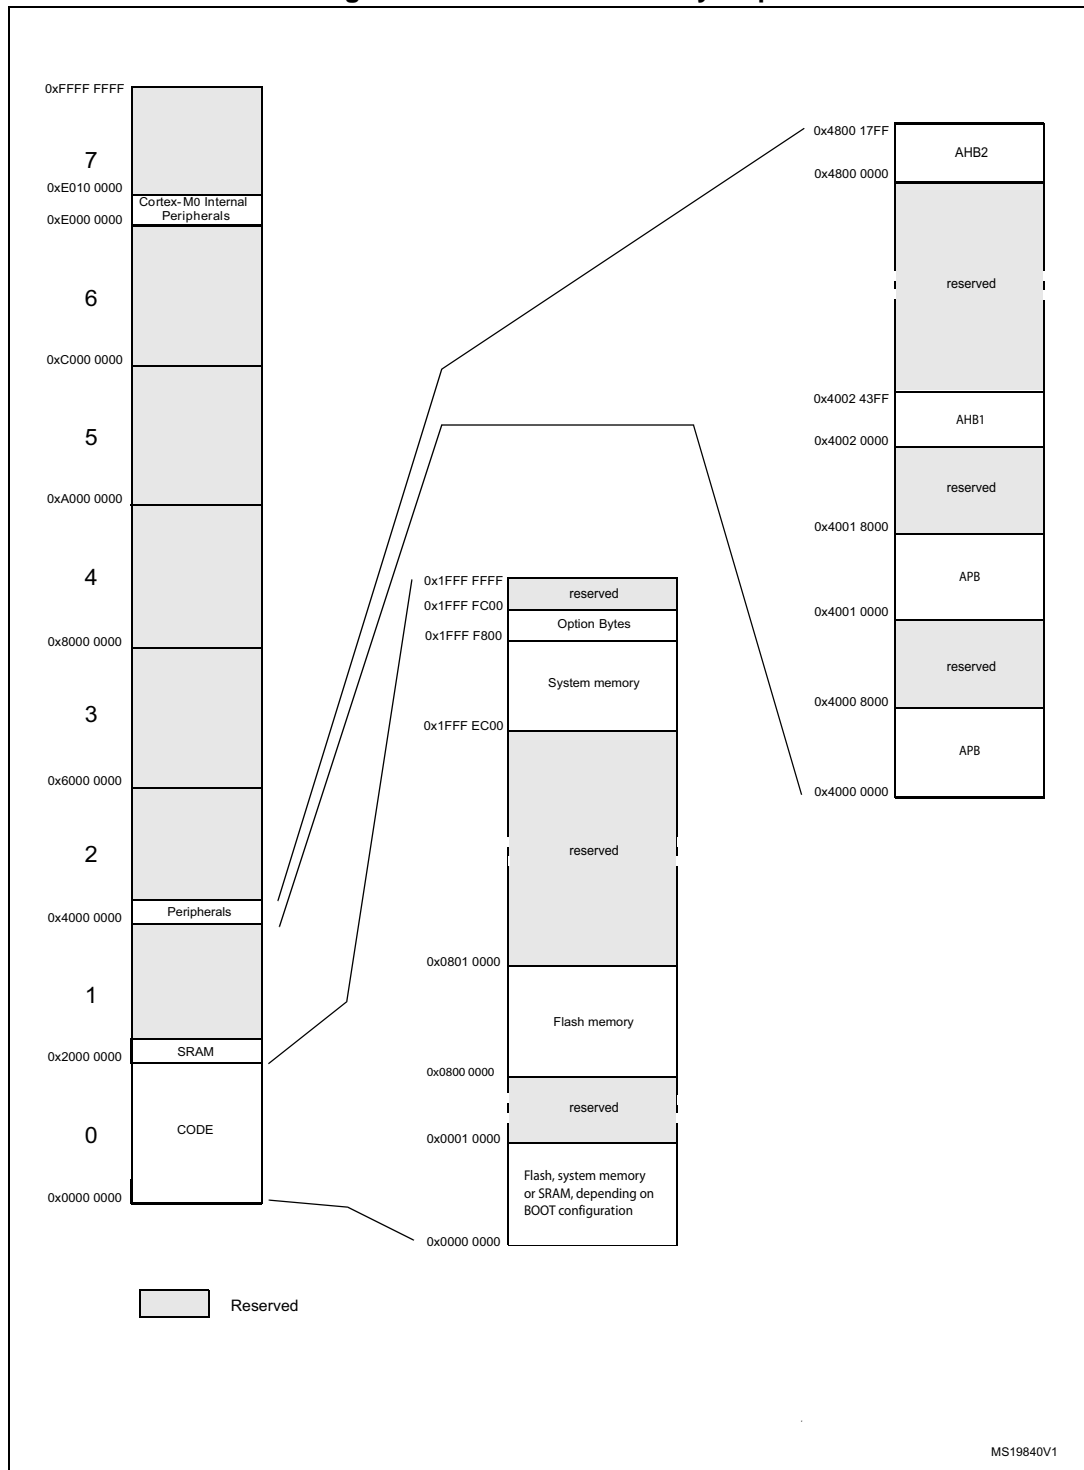 0xFFFF FFFF
7
0xE010 0000
Cortex-M0 Internal
Peripherals
0xE000 0000
6
0xC000 0000
5
0xA000 0000
4
0x8000 0000
3
0x6000 0000
2
Peripherals
0x4000 0000
1
SRAM
0x2000 0000
CODE
0
0x0000 0000
0x1FFF FFFF
reserved
0x1FFF FC00
Option Bytes
0x1FFF F800
System memory
0x1FFF EC00
reserved
0x0801 0000
Flash memory
0x0800 0000
reserved
0x0001 0000
Flash, system memory
or SRAM, depending on
BOOT configuration
0x0000 0000
0x4800 17FF
AHB2
0x4800 0000
reserved
0x4002 43FF
AHB1
0x4002 0000
reserved
0x4001 8000
APB
0x4001 0000
reserved
0x4000 8000
APB
0x4000 0000
Reserved
MS19840V1